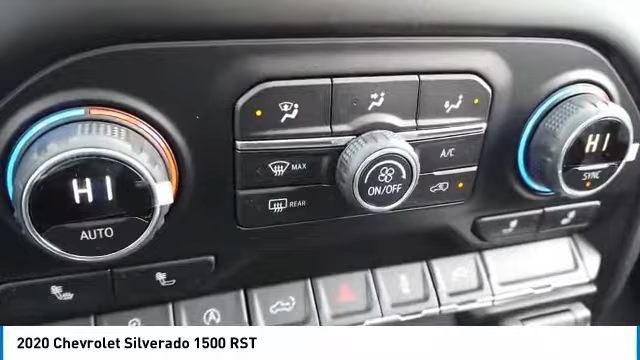 HI
AUTO
MAX
REAR
ON/OFF
A/C
HI
SYNC
2020 Chevrolet Silverado 1500 RST